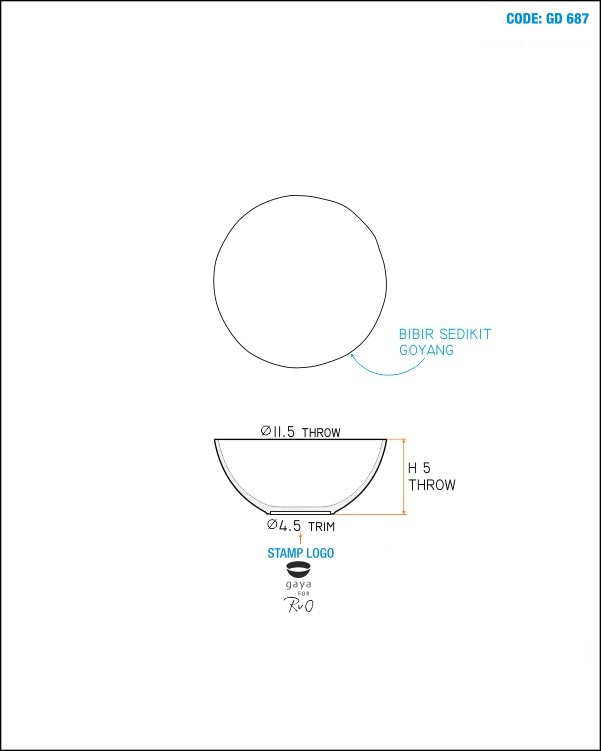 CODE: GD 687
BIBIR SEDIKIT
GOYANG
Ø11.5 THROW
H 5
THROW
Ø4.5 TRIM
STAMP LOGO
gaya
FOR
RvO